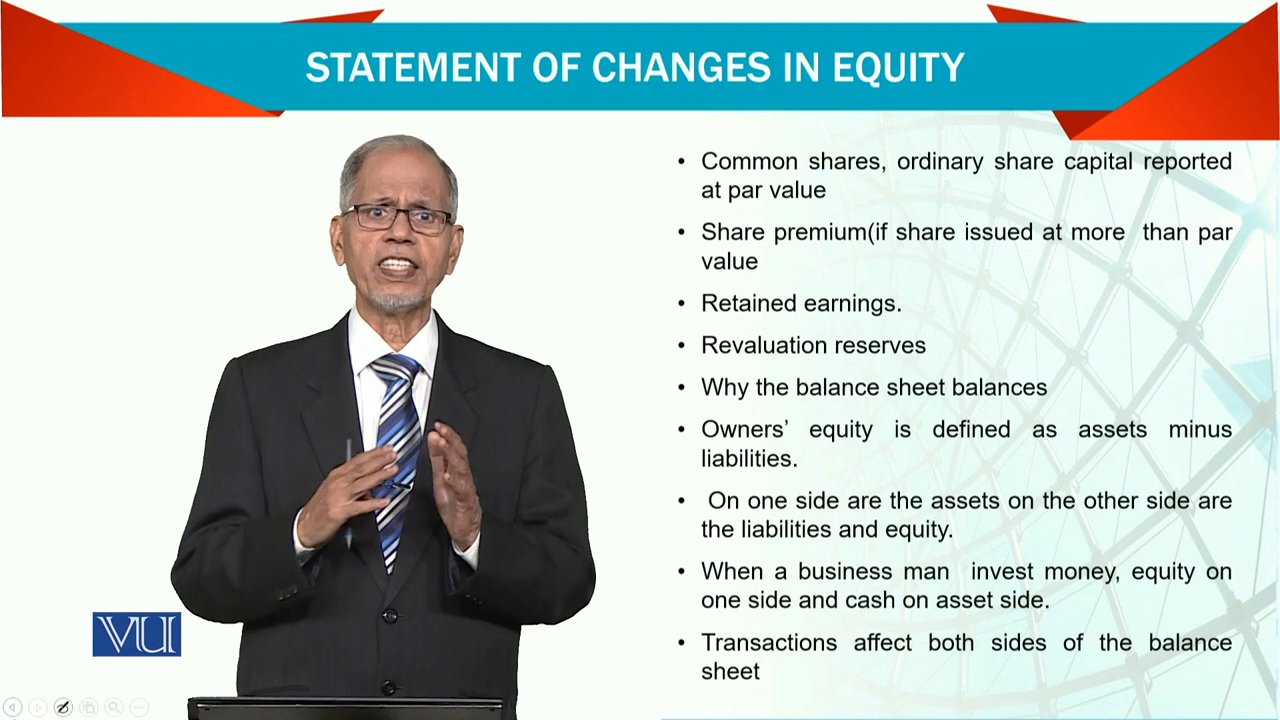 STATEMENT OF CHANGES IN EQUITY
• Common shares, ordinary share capital reported
at par value
• Share premium(if share issued at more than par
value
• Retained earnings.
• Revaluation reserves
• Why the balance sheet balances
• Owners’ equity is defined as assets minus
liabilities.
• On one side are the assets on the other side are
the liabilities and equity.
• When a business man invest money, equity on
one side and cash on asset side.
• Transactions affect both sides of the balance
sheet
VU